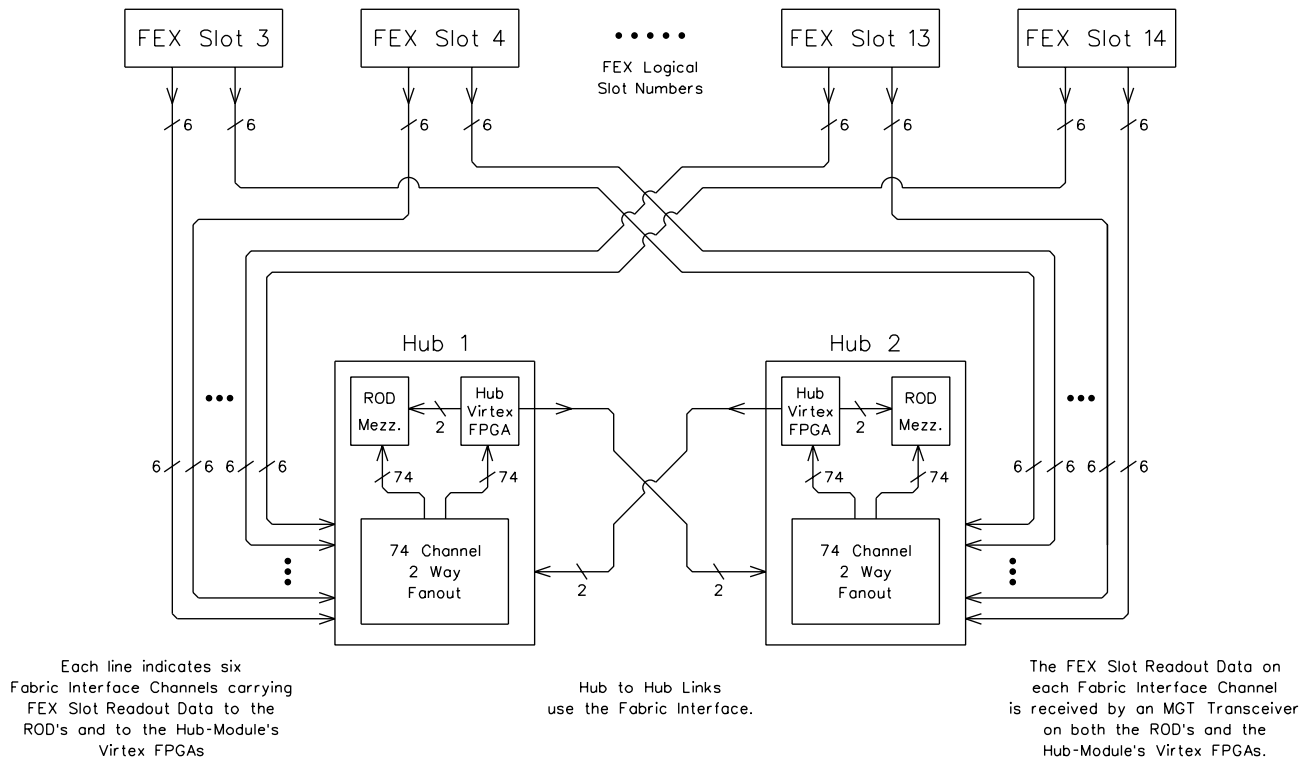 FEX Slot 3
FEX Slot 4
FEX Slot 13
FEX Slot 14
FEX Logical
Slot Numbers
6
6
6
6
6
6
6
6
Hub 1
Hub 2
ROD
Mezz.
2
Hub
Virtex
FPGA
Hub
Virtex
FPGA
2
ROD
Mezz.
6
6
6
6
74
74
74
74
6
6
6
6
74 Channel
2 Way
Fanout
2
2
74 Channel
2 Way
Fanout
Each line indicates six
Fabric Interface Channels carrying
FEX Slot Readout Data to the
ROD's and to the Hub-Module's
Virtex FPGAs
Hub to Hub Links
use the Fabric Interface.
The FEX Slot Readout Data on
each Fabric Interface Channel
is received by an MGT Transceiver
on both the ROD's and the
Hub-Module's Virtex FPGAs.